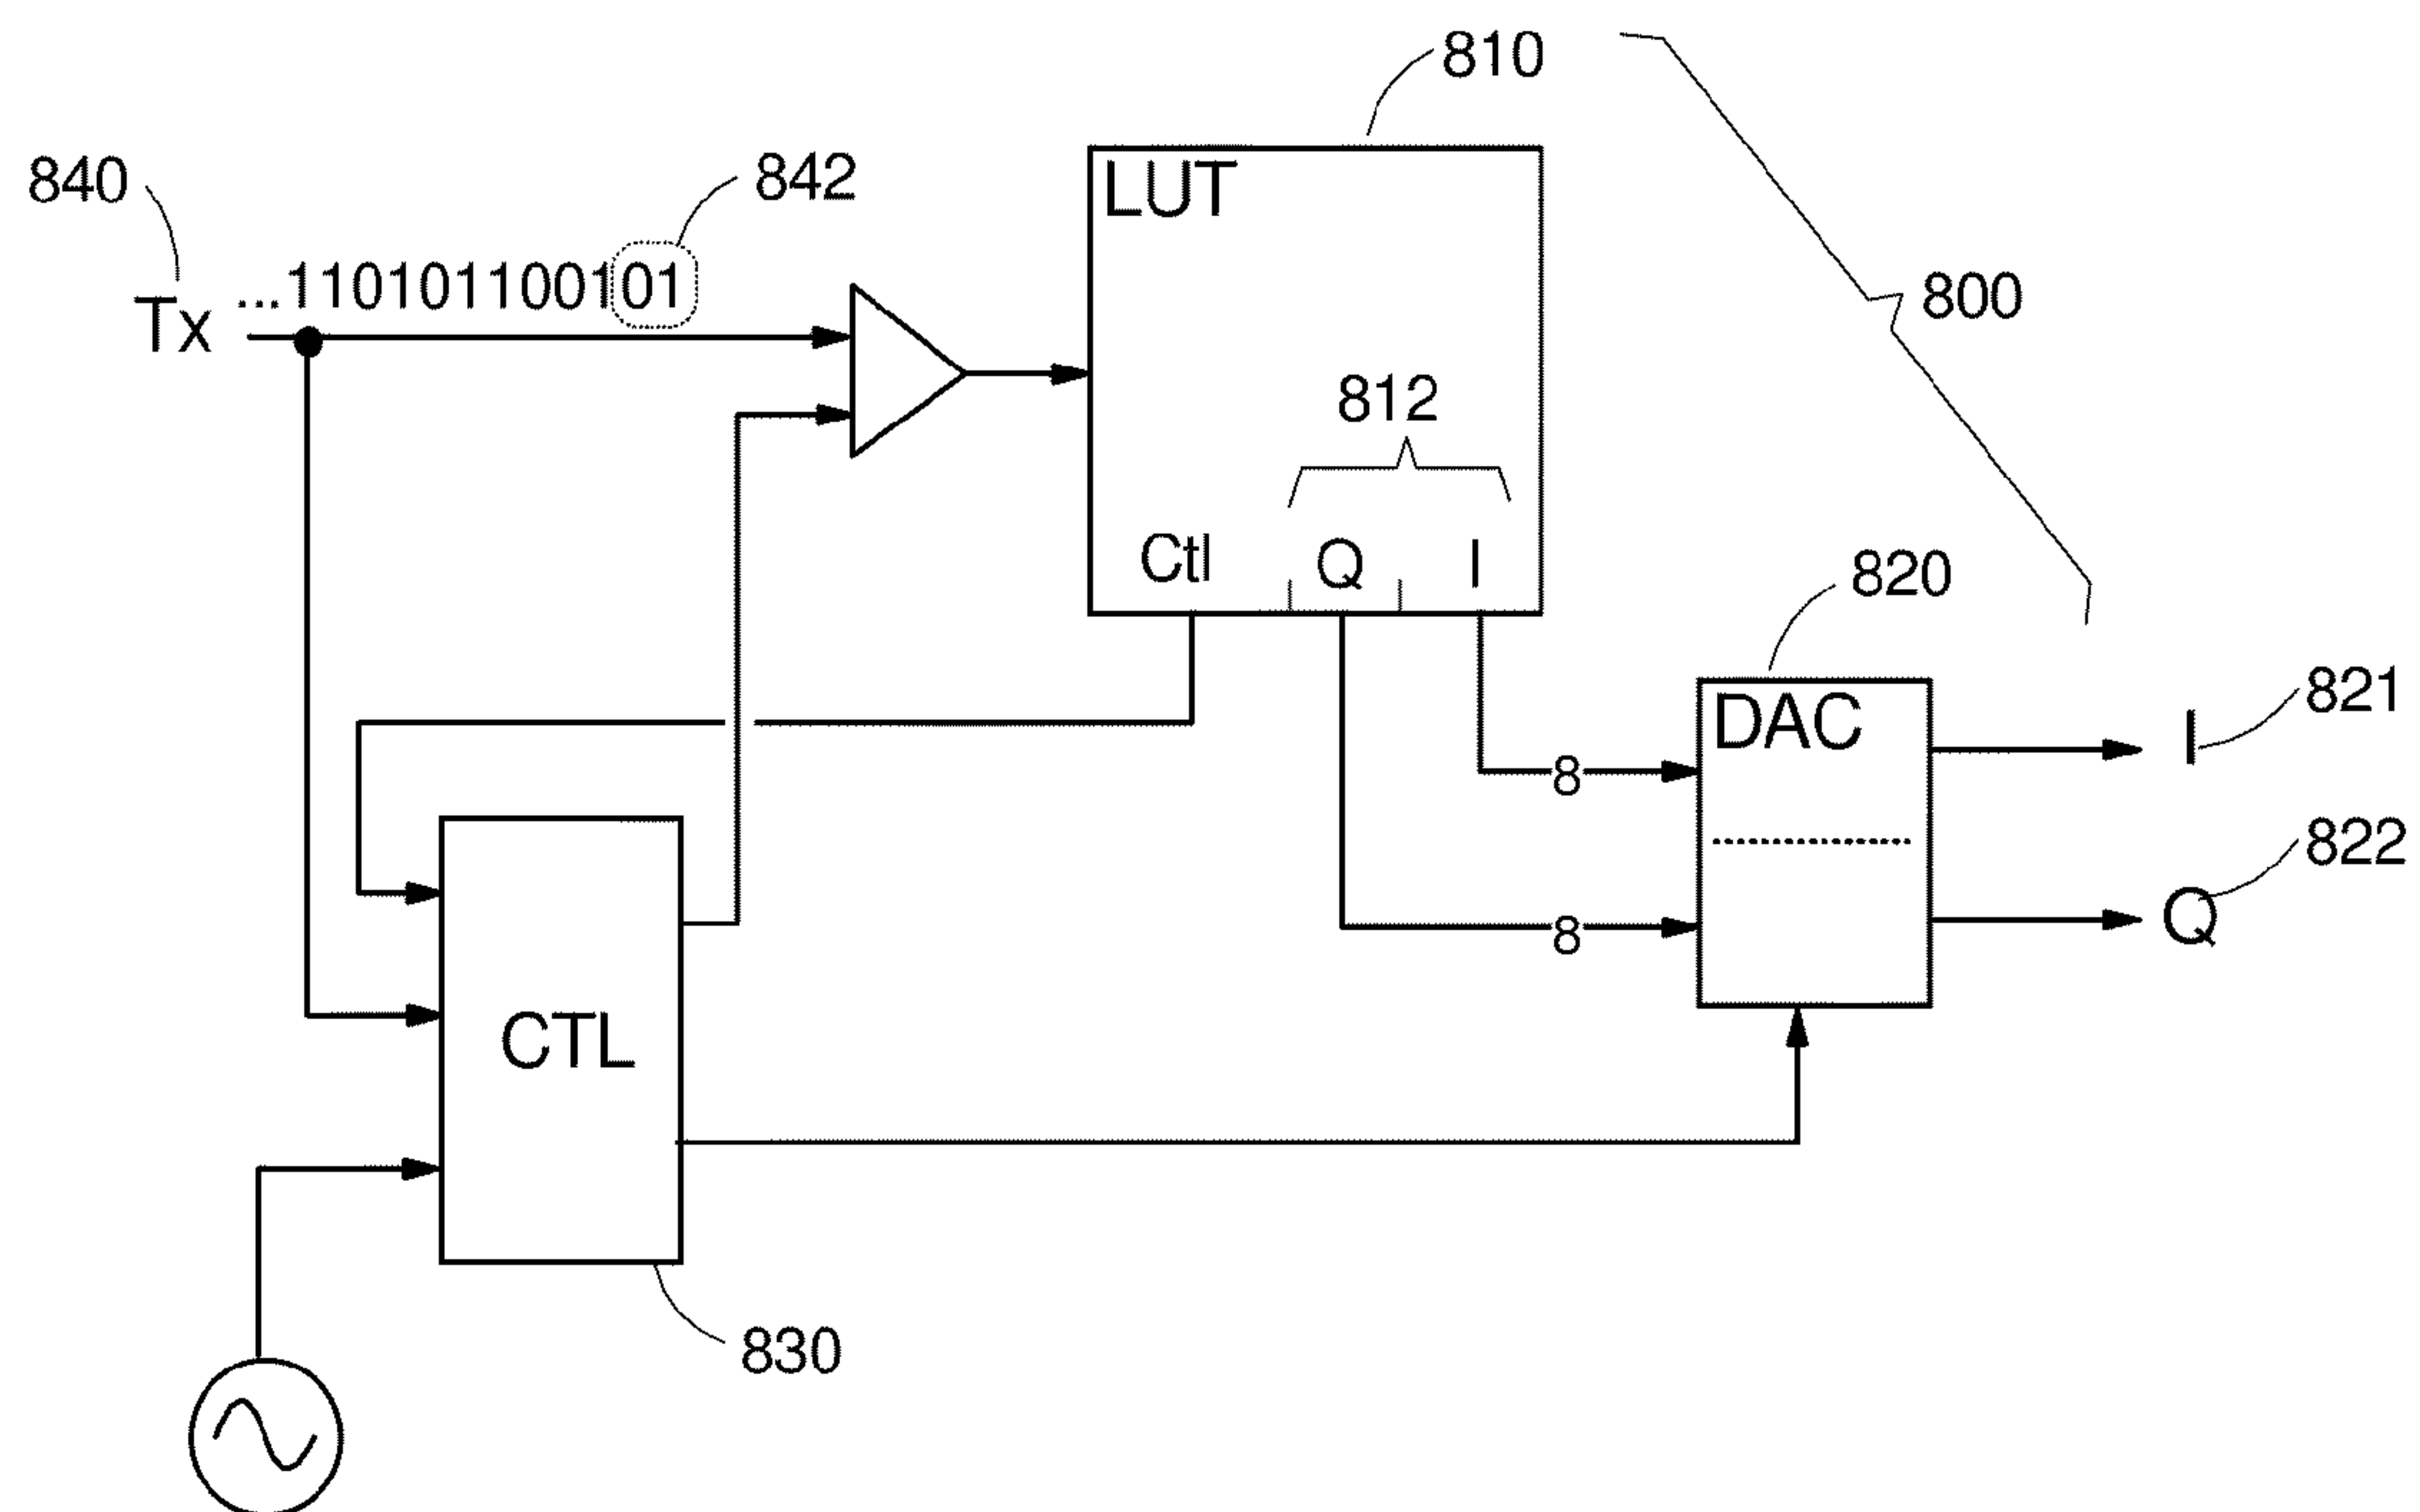 810
840
842
...110101100101
Tx
LUT
800
812
Ctl Q I
820
821
DAC
I
8
822
Q
8
CTL
830